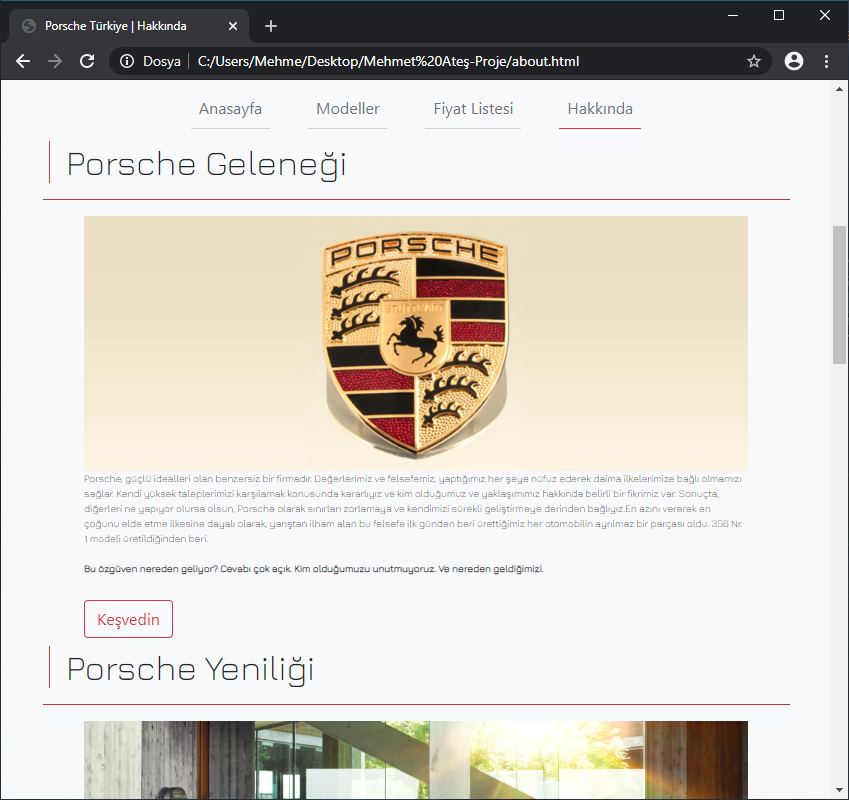 Porsche Türkiye | Hakkında
Dosya
C:/Users/Mehme/Desktop/Mehmet%20Ateş-Proje/about.html
Anasayfa
Modeller
Fiyat Listesi
Hakkında
Porsche Geleneği
PORSCHE
STUTTGART
Porsche, güçlü idealleri olan benzersiz bir firmadır. Değerlerimiz ve felsefemiz, yaptığımız her şeye nüfuz ederek daima ilkelerimize bağlı olmamızı
sağlar. Kendi yüksek taleplerimizi karşılamak konusunda kararlıyız ve kim olduğumuz ve yaklaşımımız hakkında belirli bir fikrimiz var. Sonuçta,
diğerleri ne yapıyor olursa olsun, Porsche olarak sınırları zorlamaya ve kendimizi sürekli geliştirmeye derinden bağlıyız.En azını vererek en
çoğunu elde etme ilkesine dayalı olarak, yarıştan ilham alan bu felsefe ilk günden beri ürettiğimiz her otomobilin ayrılmaz bir parçası oldu. 356 Nr.
1 modeli üretildiğinden beri.
Bu özgüven nereden geliyor? Cevabı çok açık. Kim olduğumuzu unutmuyoruz. Ve nereden geldiğimizi.
Keşvedin
Porsche Yeniliği